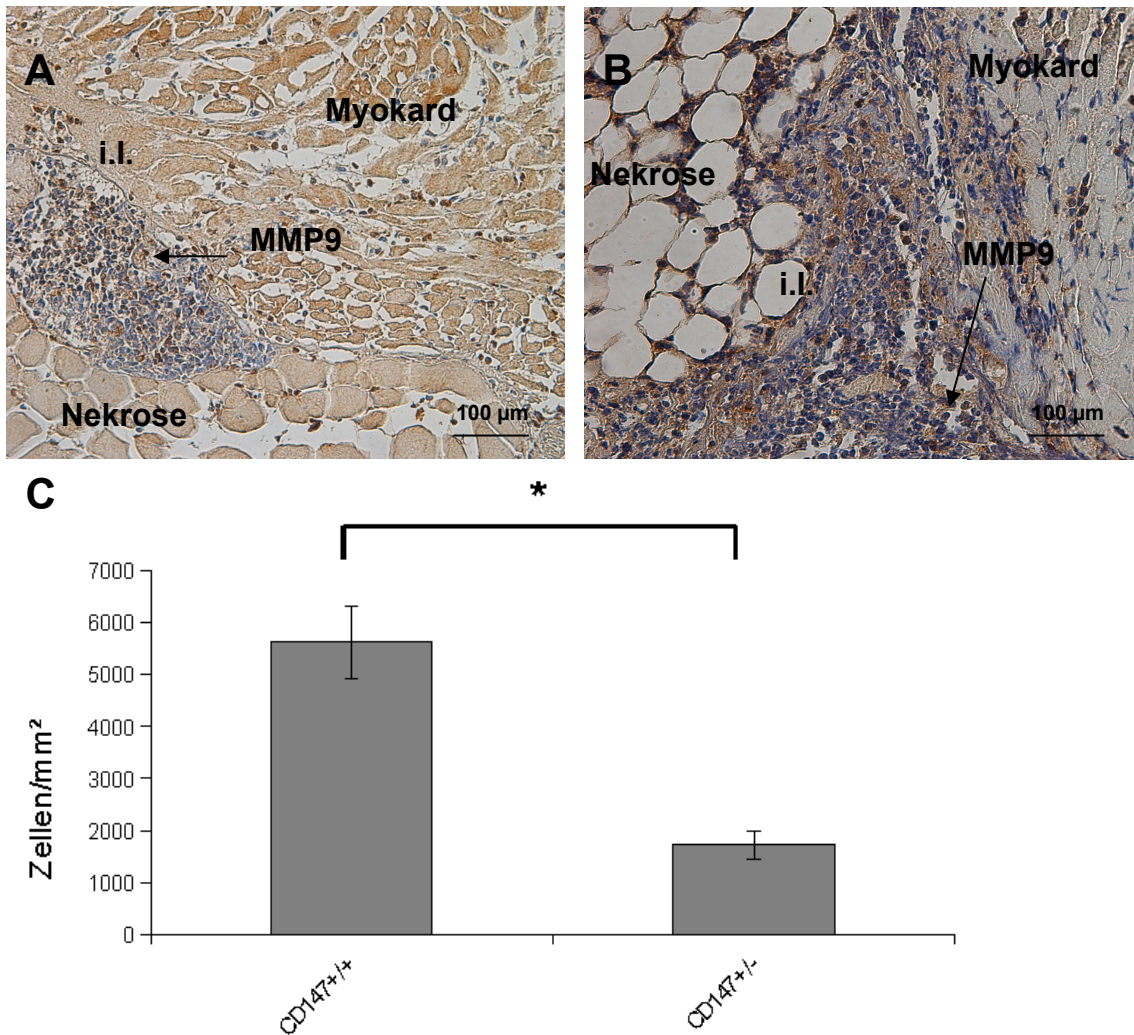 A
Myokard
i.l.
MMP9
Nekrose
100 µm
B
Myokard
Nekrose
MMP9
i.l.
100 µm
C
*
7000
6000
5000
4000
3000
2000
1000
0
Zellen/mm²
CD147+/+
CD147+/-